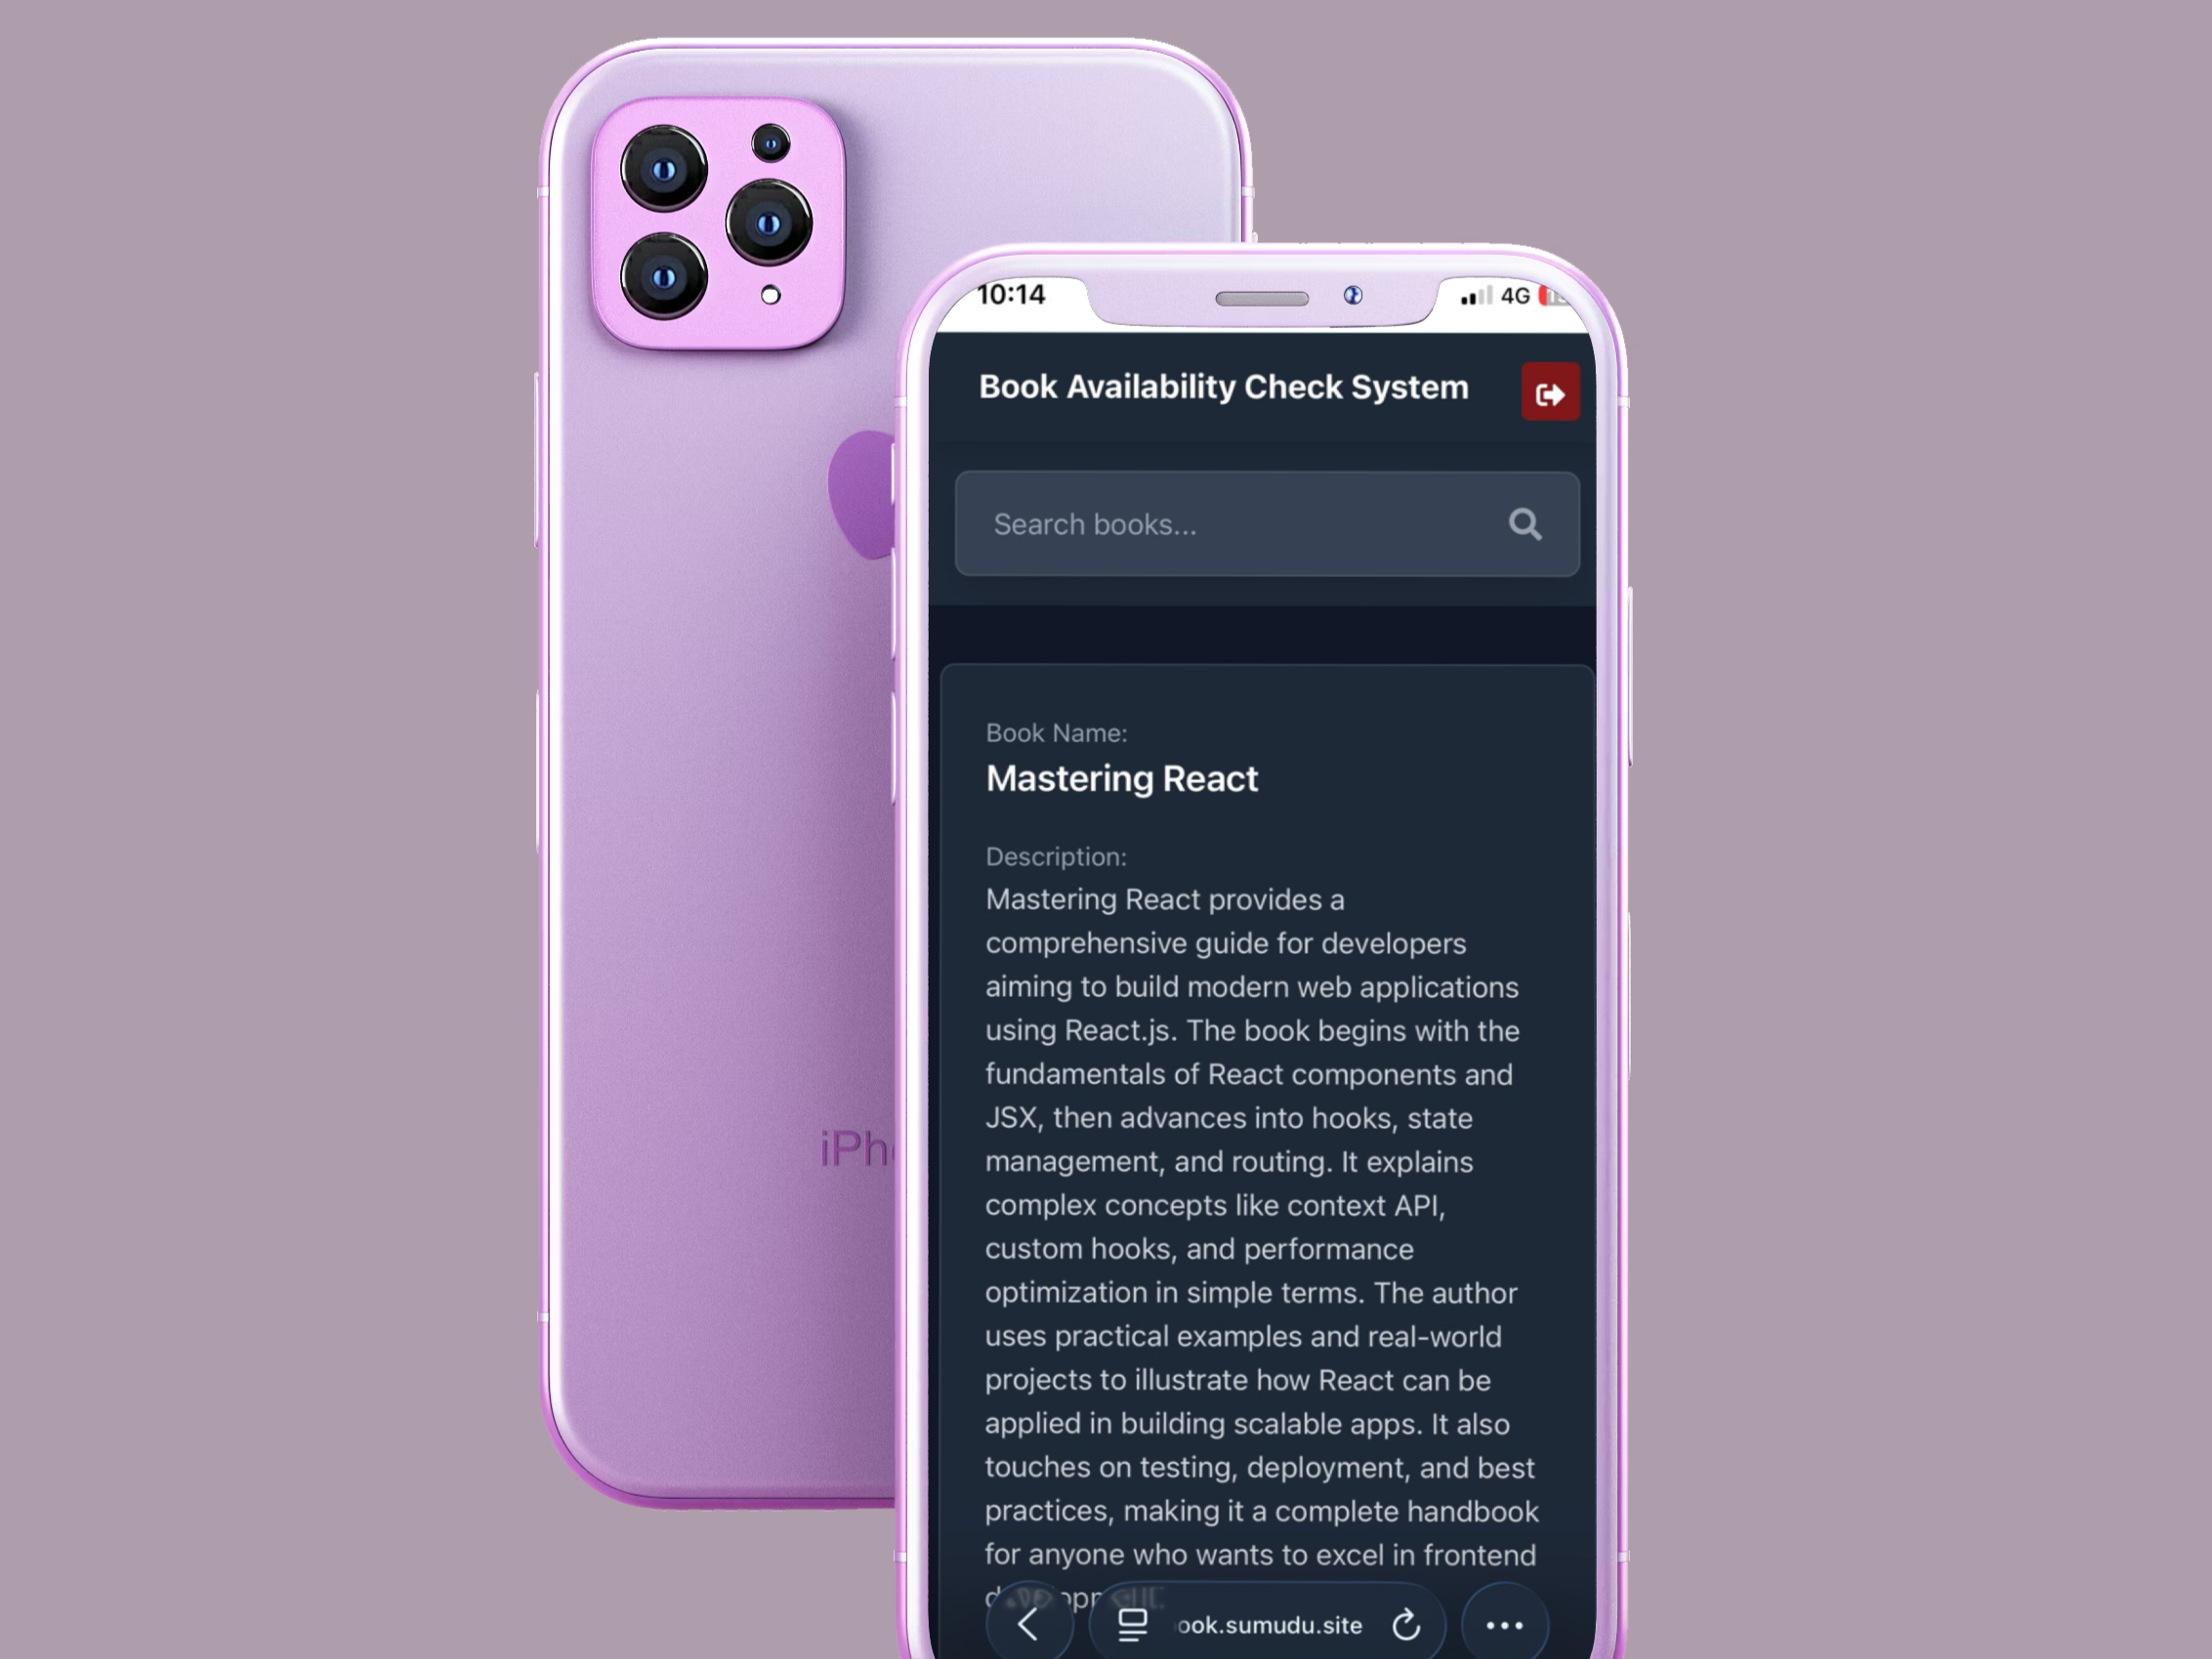 10:14
4G
Book Availability Check System
Search books...
Book Name:
Mastering React
Description:
Mastering React provides a
comprehensive guide for developers
aiming to build modern web applications
using React.js. The book begins with the
fundamentals of React components and
JSX, then advances into hooks, state
management, and routing. It explains
complex concepts like context API,
custom hooks, and performance
optimization in simple terms. The author
uses practical examples and real-world
projects to illustrate how React can be
applied in building scalable apps. It also
touches on testing, deployment, and best
practices, making it a complete handbook
for anyone who wants to excel in frontend
ook.sumudu.site